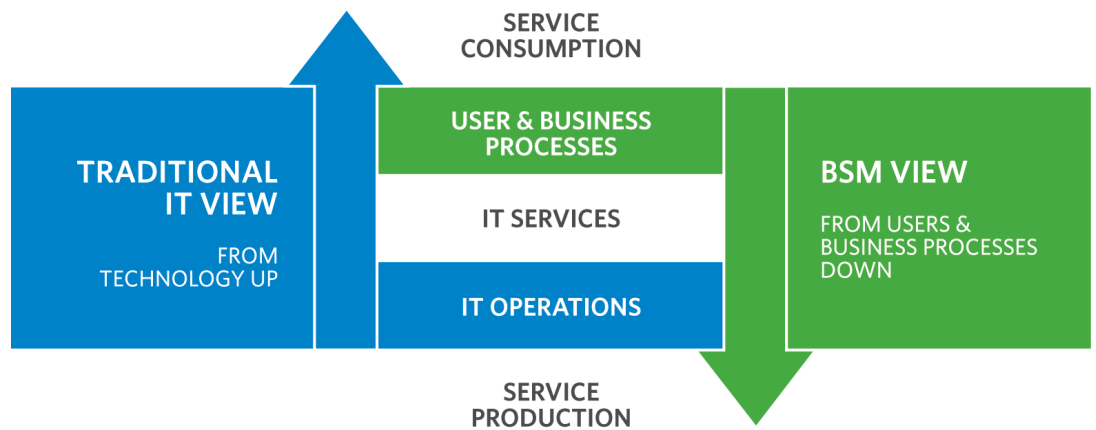 SERVICE
CONSUMPTION
TRADITIONAL
IT VIEW
FROM
TECHNOLOGY UP
USER & BUSINESS
PROCESSES
IT SERVICES
IT OPERATIONS
BSM VIEW
FROM USERS &
BUSINESS PROCESSES
DOWN
SERVICE
PRODUCTION